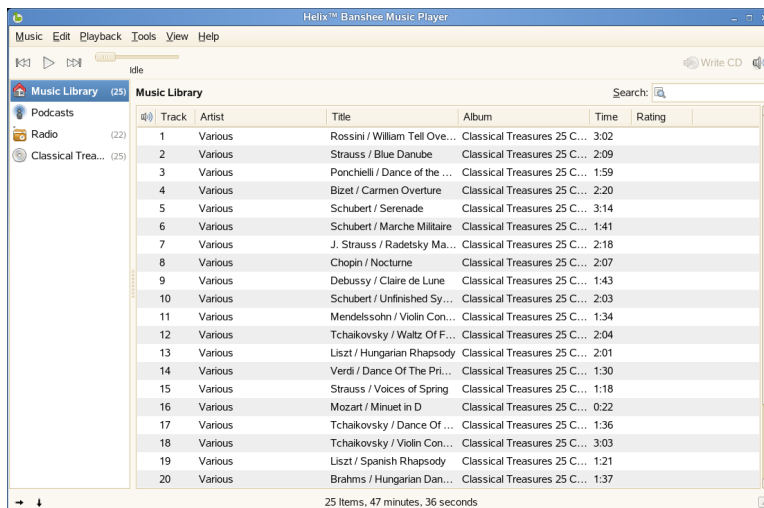 Helix™ Banshee Music Player
Music Edit Playback Tools View Help
Idle
Write CD
Music Library (25)
Podcasts
Radio (22)
Classical Trea... (25)
Music Library
Search:
Track Artist Title Album Time Rating
1 Various Rossini / William Tell Ove... Classical Treasures 25 C... 3:02
2 Various Strauss / Blue Danube Classical Treasures 25 C... 2:09
3 Various Ponchielli / Dance of the ... Classical Treasures 25 C... 1:59
4 Various Bizet / Carmen Overture Classical Treasures 25 C... 2:20
5 Various Schubert / Serenade Classical Treasures 25 C... 3:14
6 Various Schubert / Marche Militaire Classical Treasures 25 C... 1:41
7 Various J. Strauss / Radetsky Ma... Classical Treasures 25 C... 2:18
8 Various Chopin / Nocturne Classical Treasures 25 C... 2:07
9 Various Debussy / Claire de Lune Classical Treasures 25 C... 1:43
10 Various Schubert / Unfinished Sy... Classical Treasures 25 C... 2:03
11 Various Mendelssohn / Violin Con... Classical Treasures 25 C... 1:34
12 Various Tchaikovsky / Waltz Of F... Classical Treasures 25 C... 2:04
13 Various Liszt / Hungarian Rhapsody Classical Treasures 25 C... 2:01
14 Various Verdi / Dance Of The Pri... Classical Treasures 25 C... 1:30
15 Various Strauss / Voices of Spring Classical Treasures 25 C... 1:18
16 Various Mozart / Minuet in D Classical Treasures 25 C... 0:22
17 Various Tchaikovsky / Dance Of ... Classical Treasures 25 C... 1:36
18 Various Tchaikovsky / Violin Con... Classical Treasures 25 C... 3:03
19 Various Liszt / Spanish Rhapsody Classical Treasures 25 C... 1:21
20 Various Brahms / Hungarian Dan... Classical Treasures 25 C... 1:37
25 Items, 47 minutes, 36 seconds